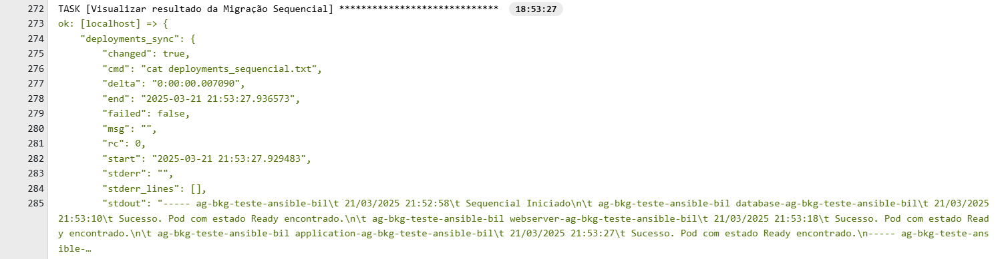 272 TASK [Visualizar resultado da Migração Sequencial] ***************************** 18:53:27
273 ok: [localhost] => {
274     "deployments_sync": {
275         "changed": true,
276         "cmd": "cat deployments_sequencial.txt",
277         "delta": "0:00:00.007090",
278         "end": "2025-03-21 21:53:27.936573",
279         "failed": false,
280         "msg": "",
281         "rc": 0,
282         "start": "2025-03-21 21:53:27.929483",
283         "stderr": "",
284         "stderr_lines": [],
285         "stdout": "----- ag-bkg-teste-ansible-bil\t 21/03/2025 21:52:58\t Sequencial Iniciado\n\t ag-bkg-teste-ansible-bil database-ag-bkg-teste-ansible-bil\t 21/03/2025
21:53:10\t Sucesso. Pod com estado Ready encontrado.\n\t ag-bkg-teste-ansible-bil webserver-ag-bkg-teste-ansible-bil\t 21/03/2025 21:53:18\t Sucesso. Pod com estado Read
y encontrado.\n\t ag-bkg-teste-ansible-bil application-ag-bkg-teste-ansible-bil\t 21/03/2025 21:53:27\t Sucesso. Pod com estado Ready encontrado.\n----- ag-bkg-teste-ans
ible-…